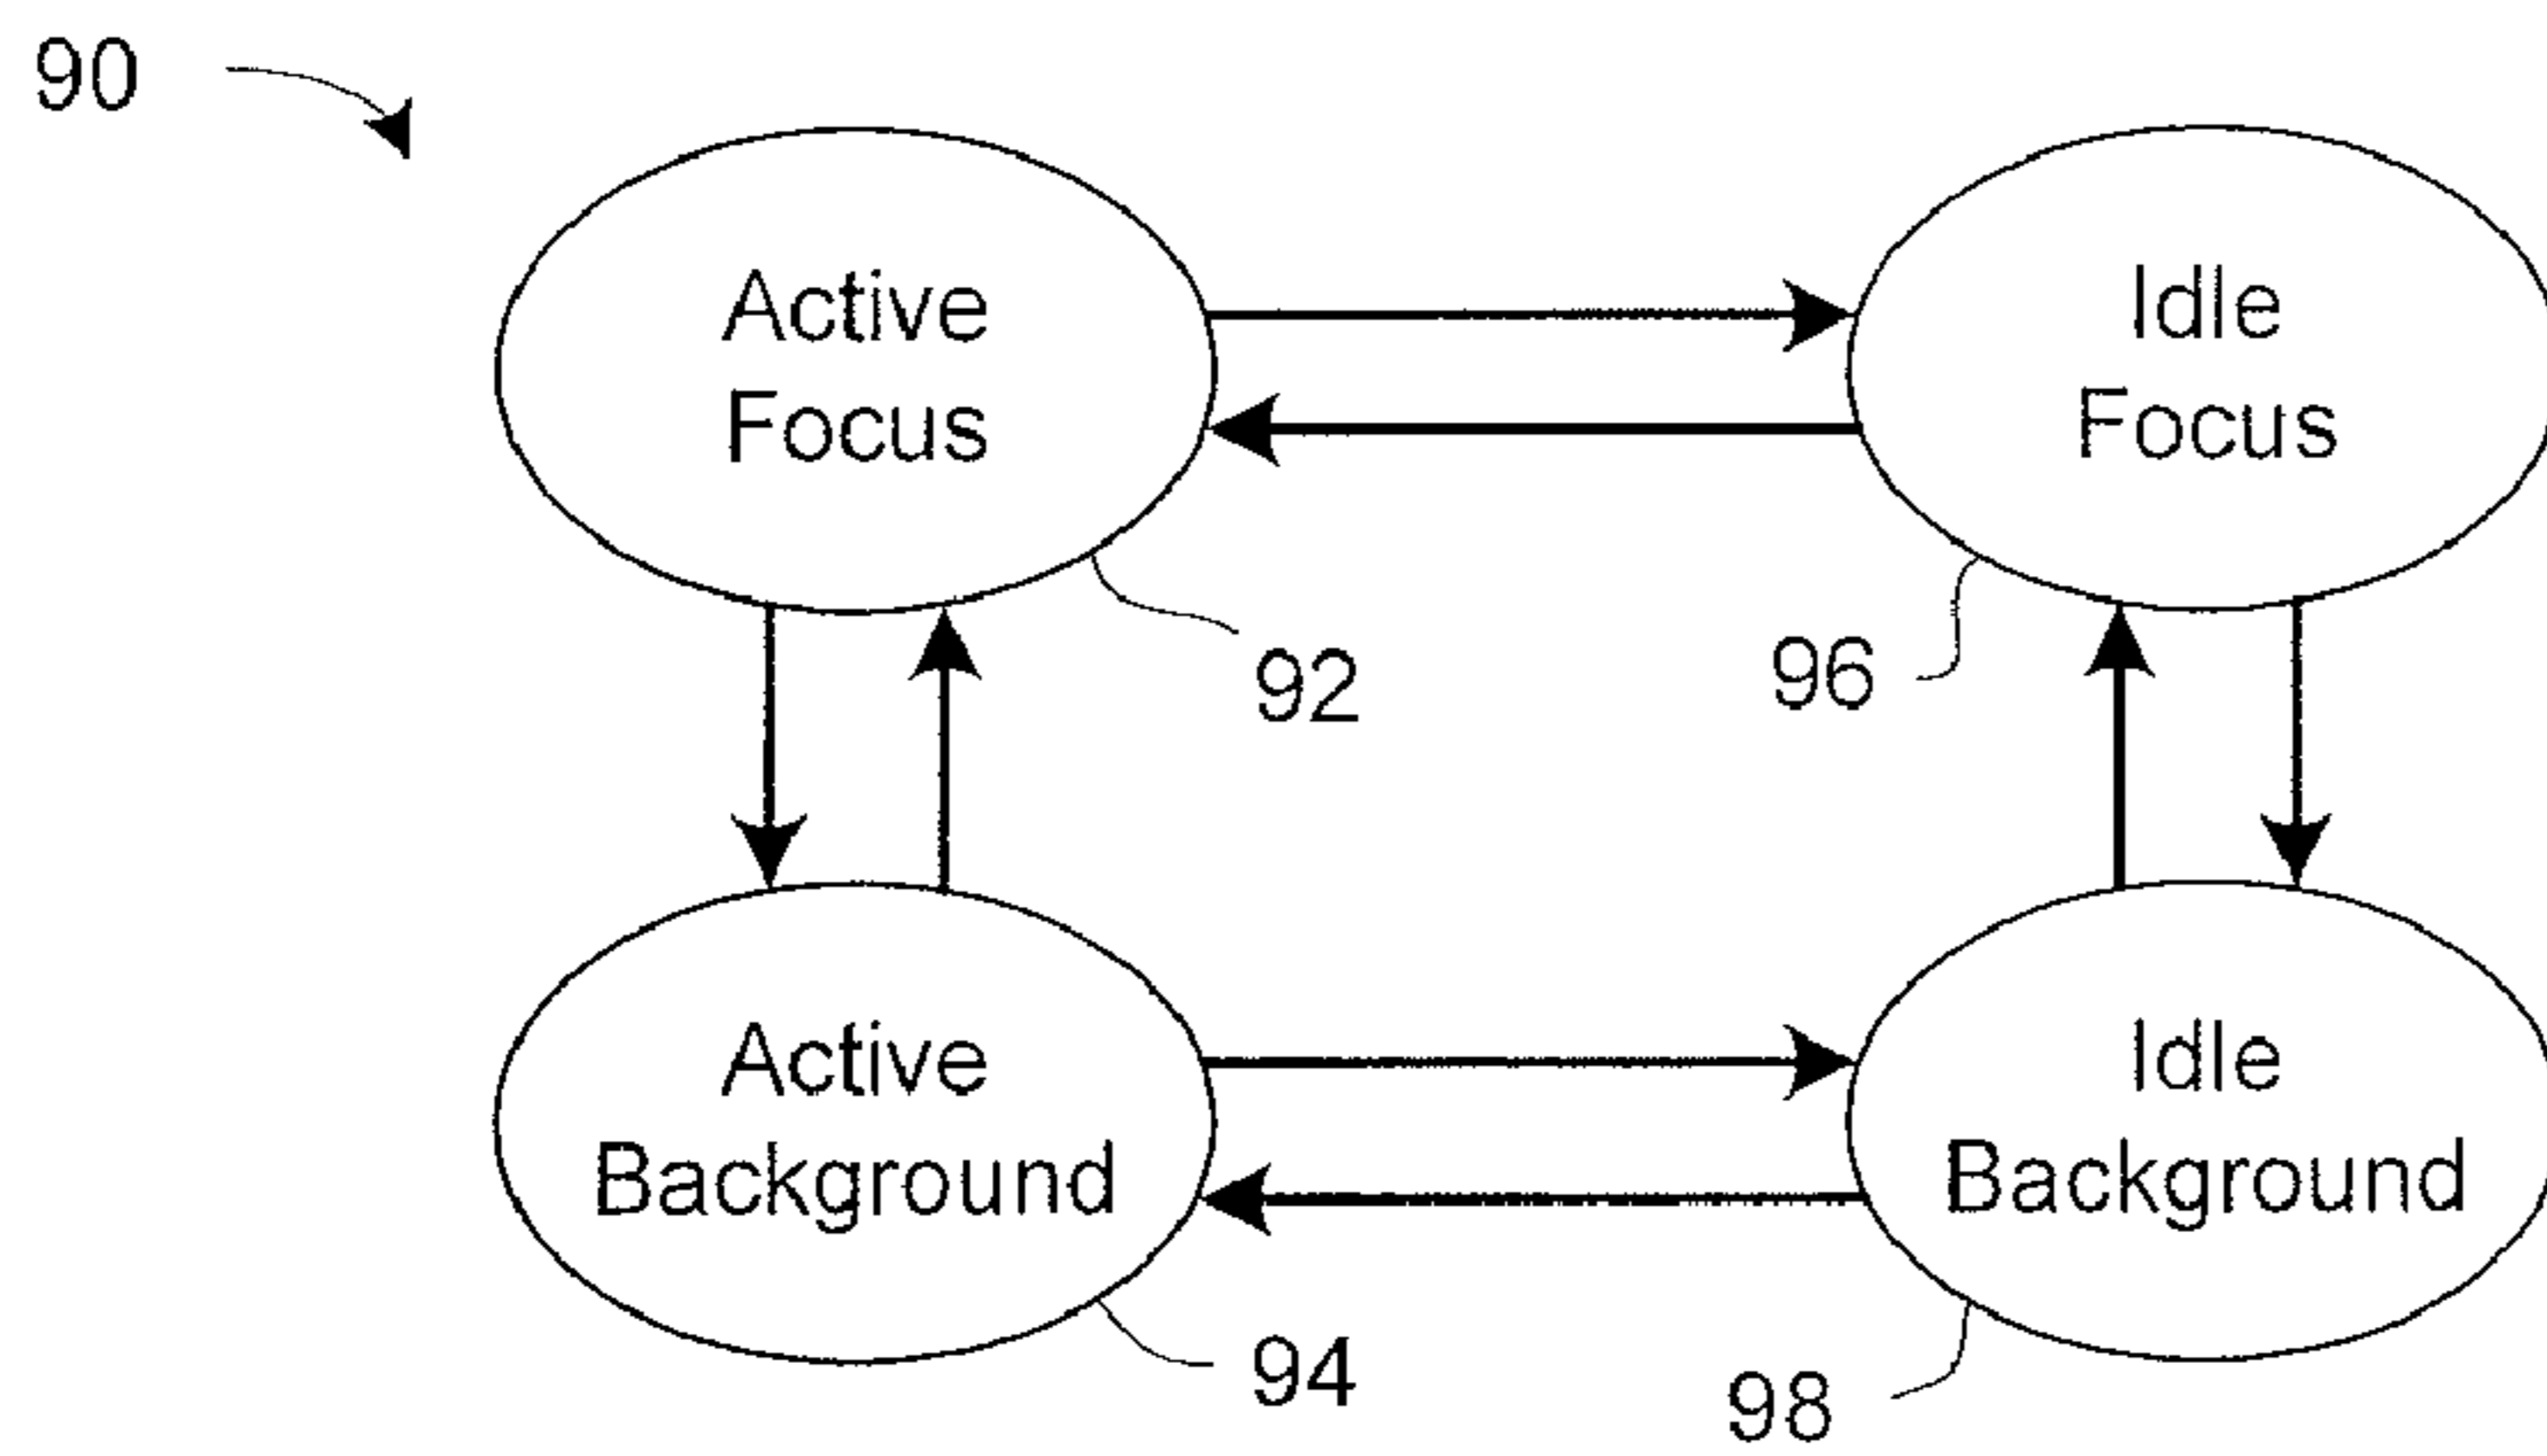 90
Active
Focus
Idle
Focus
92
96
Active
Background
Idle
Background
94
98